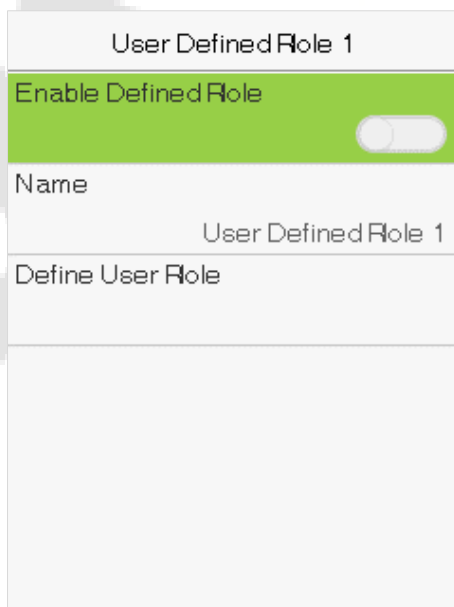 User Defined Role 1
Enable Defined Role
Name
User Defined Role 1
Define User Role